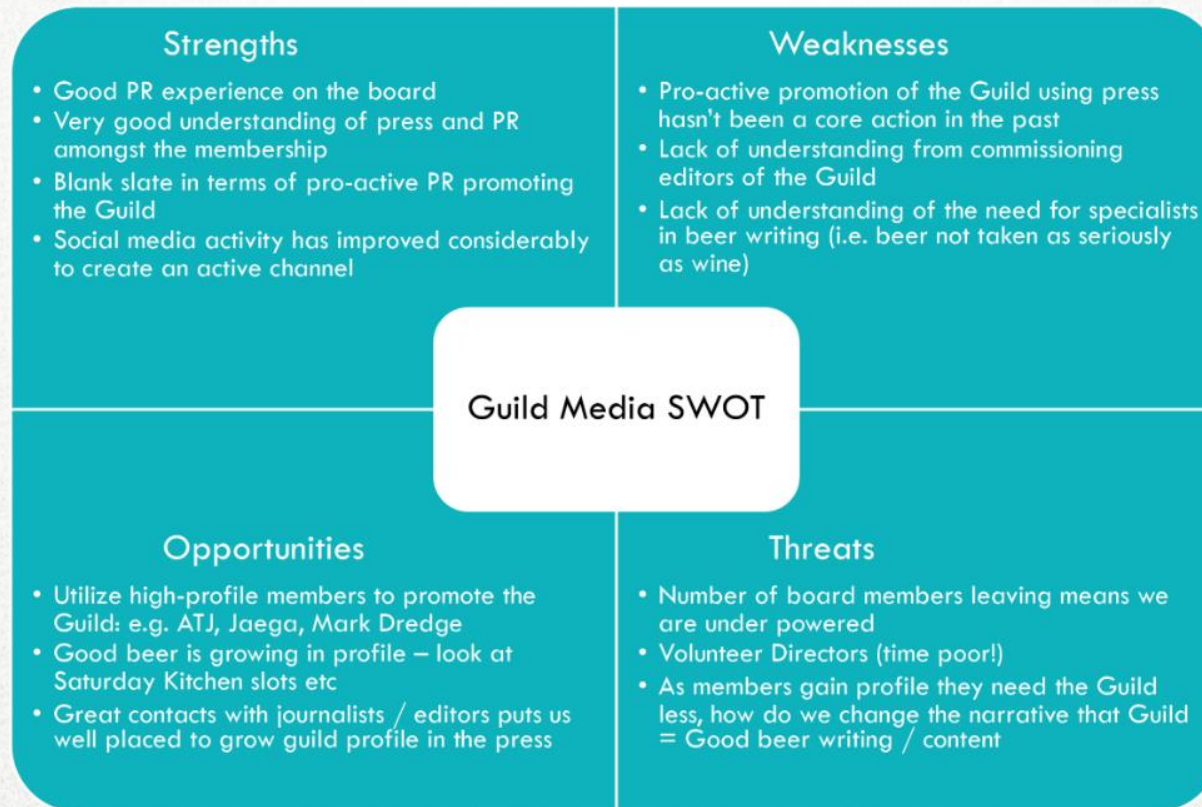 Strengths
• Good PR experience on the board
• Very good understanding of press and PR
amongst the membership
• Blank slate in terms of pro-active PR promoting
the Guild
• Social media activity has improved considerably
to create an active channel
Weaknesses
• Pro-active promotion of the Guild using press
hasn't been a core action in the past
• Lack of understanding from commissioning
editors of the Guild
• Lack of understanding of the need for specialists
in beer writing (i.e. beer not taken as seriously
as wine)
Guild Media SWOT
Opportunities
• Utilize high-profile members to promote the
Guild: e.g. ATJ, Jaega, Mark Dredge
• Good beer is growing in profile – look at
Saturday Kitchen slots etc
• Great contacts with journalists / editors puts us
well placed to grow guild profile in the press
Threats
• Number of board members leaving means we
are under powered
• Volunteer Directors (time poor!)
• As members gain profile they need the Guild
less, how do we change the narrative that Guild
= Good beer writing / content